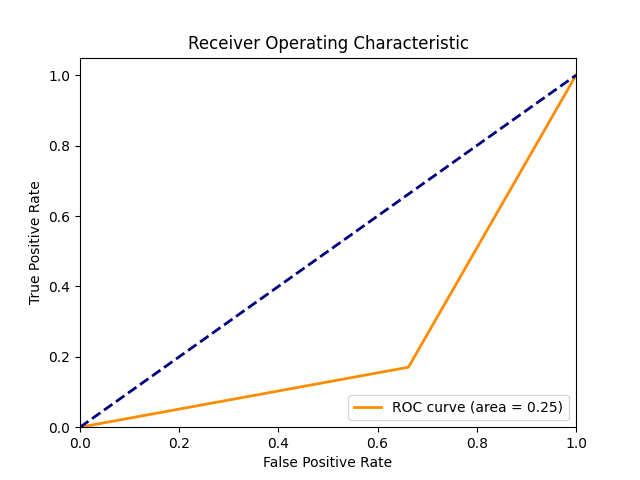 Receiver Operating Characteristic
True Positive Rate
1.0
0.8
0.6
0.4
0.2
0.0
0.0 0.2 0.4 0.6 0.8 1.0
False Positive Rate
ROC curve (area = 0.25)